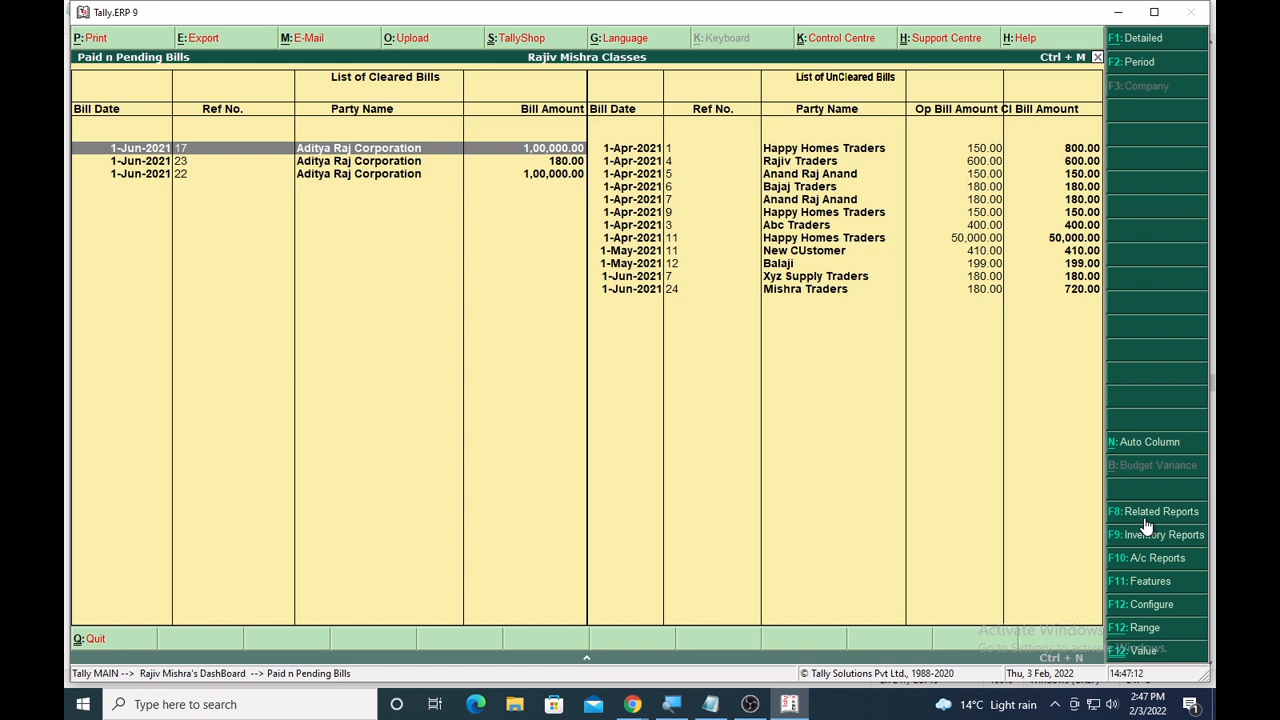 Tally.ERP 9
P: Print E: Export M: E-Mail O: Upload S: TallyShop G: Language K: Keyboard K: Control Centre H: Support Centre H: Help
Paid n Pending Bills Rajiv Mishra Classes Ctrl + M
List of Cleared Bills List of UnCleared Bills
Bill Date Ref No. Party Name Bill Amount Bill Date Ref No. Party Name Op Bill Amount Cl Bill Amount
1-Jun-2021 17 Aditya Raj Corporation 1,00,000.00 1-Apr-2021 1 Happy Homes Traders 150.00 800.00
1-Jun-2021 23 Aditya Raj Corporation 180.00 1-Apr-2021 4 Rajiv Traders 600.00 600.00
1-Jun-2021 22 Aditya Raj Corporation 1,00,000.00 1-Apr-2021 5 Anand Raj Anand 150.00 150.00
1-Apr-2021 6 Bajaj Traders 180.00 180.00
1-Apr-2021 7 Anand Raj Anand 180.00 180.00
1-Apr-2021 9 Happy Homes Traders 150.00 150.00
1-Apr-2021 3 Abc Traders 400.00 400.00
1-Apr-2021 11 Happy Homes Traders 50,000.00 50,000.00
1-May-2021 11 New CUstomer 410.00 410.00
1-May-2021 12 Balaji 199.00 199.00
1-Jun-2021 7 Xyz Supply Traders 180.00 180.00
1-Jun-2021 24 Mishra Traders 180.00 720.00
F1: Detailed
F2: Period
F3: Company
N: Auto Column
B: Budget Variance
F8: Related Reports
F9: Inventory Reports
F10: A/c Reports
F11: Features
F12: Configure
F12: Range
F12: Value
Q: Quit
Activate Windows
Go to Settings to activate Windows.
Ctrl + N
Tally MAIN --> Rajiv Mishra's DashBoard --> Paid n Pending Bills © Tally Solutions Pvt Ltd., 1988-2020 Thu, 3 Feb, 2022 14:47:12
Type here to search 14°C Light rain 2:47 PM
2/3/2022